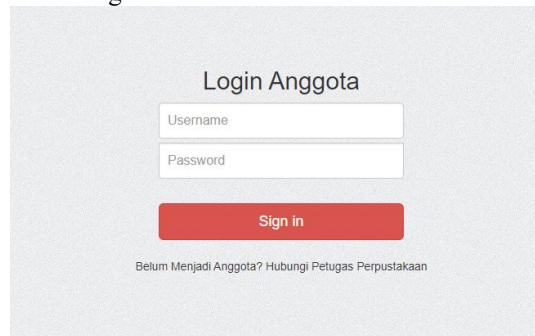 Login Anggota
Username
Password
Sign in
Belum Menjadi Anggota? Hubungi Petugas Perpustakaan